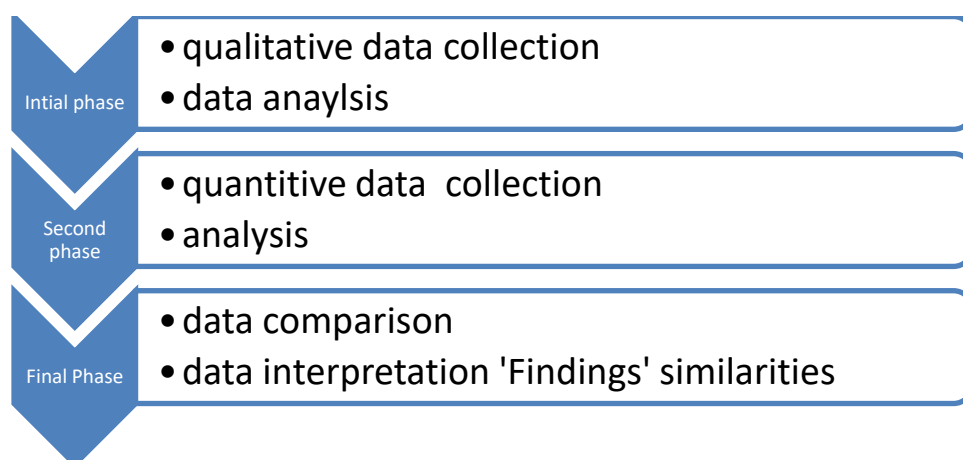 Intial phase
•qualitative data collection
•data anaylsis
Second
phase
•quantitive data  collection
•analysis
Final Phase
•data comparison
•data interpretation 'Findings' similarities